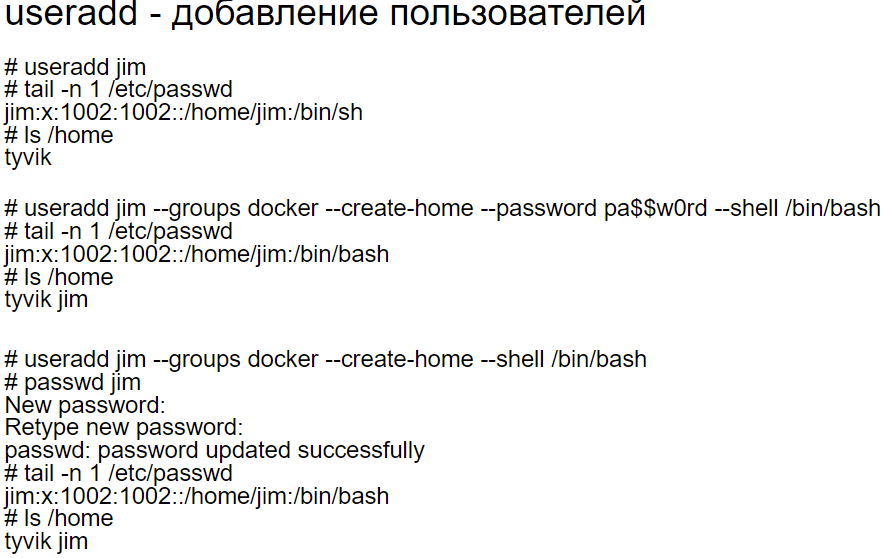 useradd - добавление пользователей
# useradd jim
# tail -n 1 /etc/passwd
jim:x:1002:1002::/home/jim:/bin/sh
# ls /home
tyvik
# useradd jim --groups docker --create-home --password pa$$w0rd --shell /bin/bash
# tail -n 1 /etc/passwd
jim:x:1002:1002::/home/jim:/bin/bash
# ls /home
tyvik jim
# useradd jim --groups docker --create-home --shell /bin/bash
# passwd jim
New password:
Retype new password:
passwd: password updated successfully
# tail -n 1 /etc/passwd
jim:x:1002:1002::/home/jim:/bin/bash
# ls /home
tyvik jim